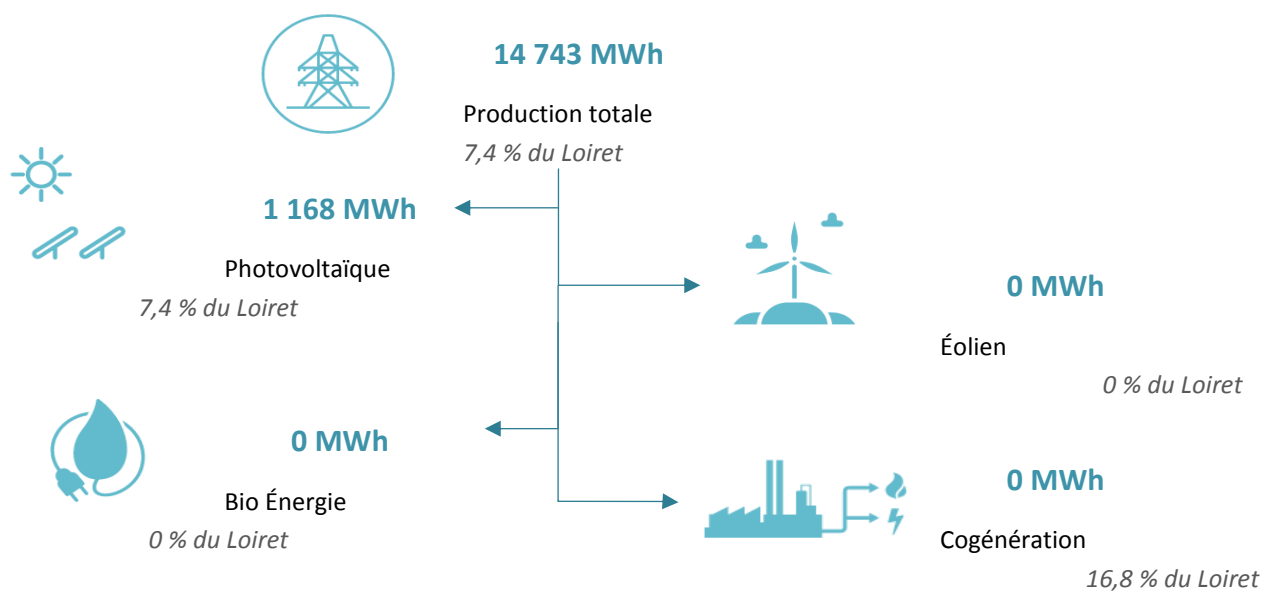 14 743 MWh
Production totale
7,4 % du Loiret
1 168 MWh
Photovoltaïque
7,4 % du Loiret
0 MWh
Éolien
0 % du Loiret
0 MWh
Bio Énergie
0 % du Loiret
0 MWh
Cogénération
16,8 % du Loiret